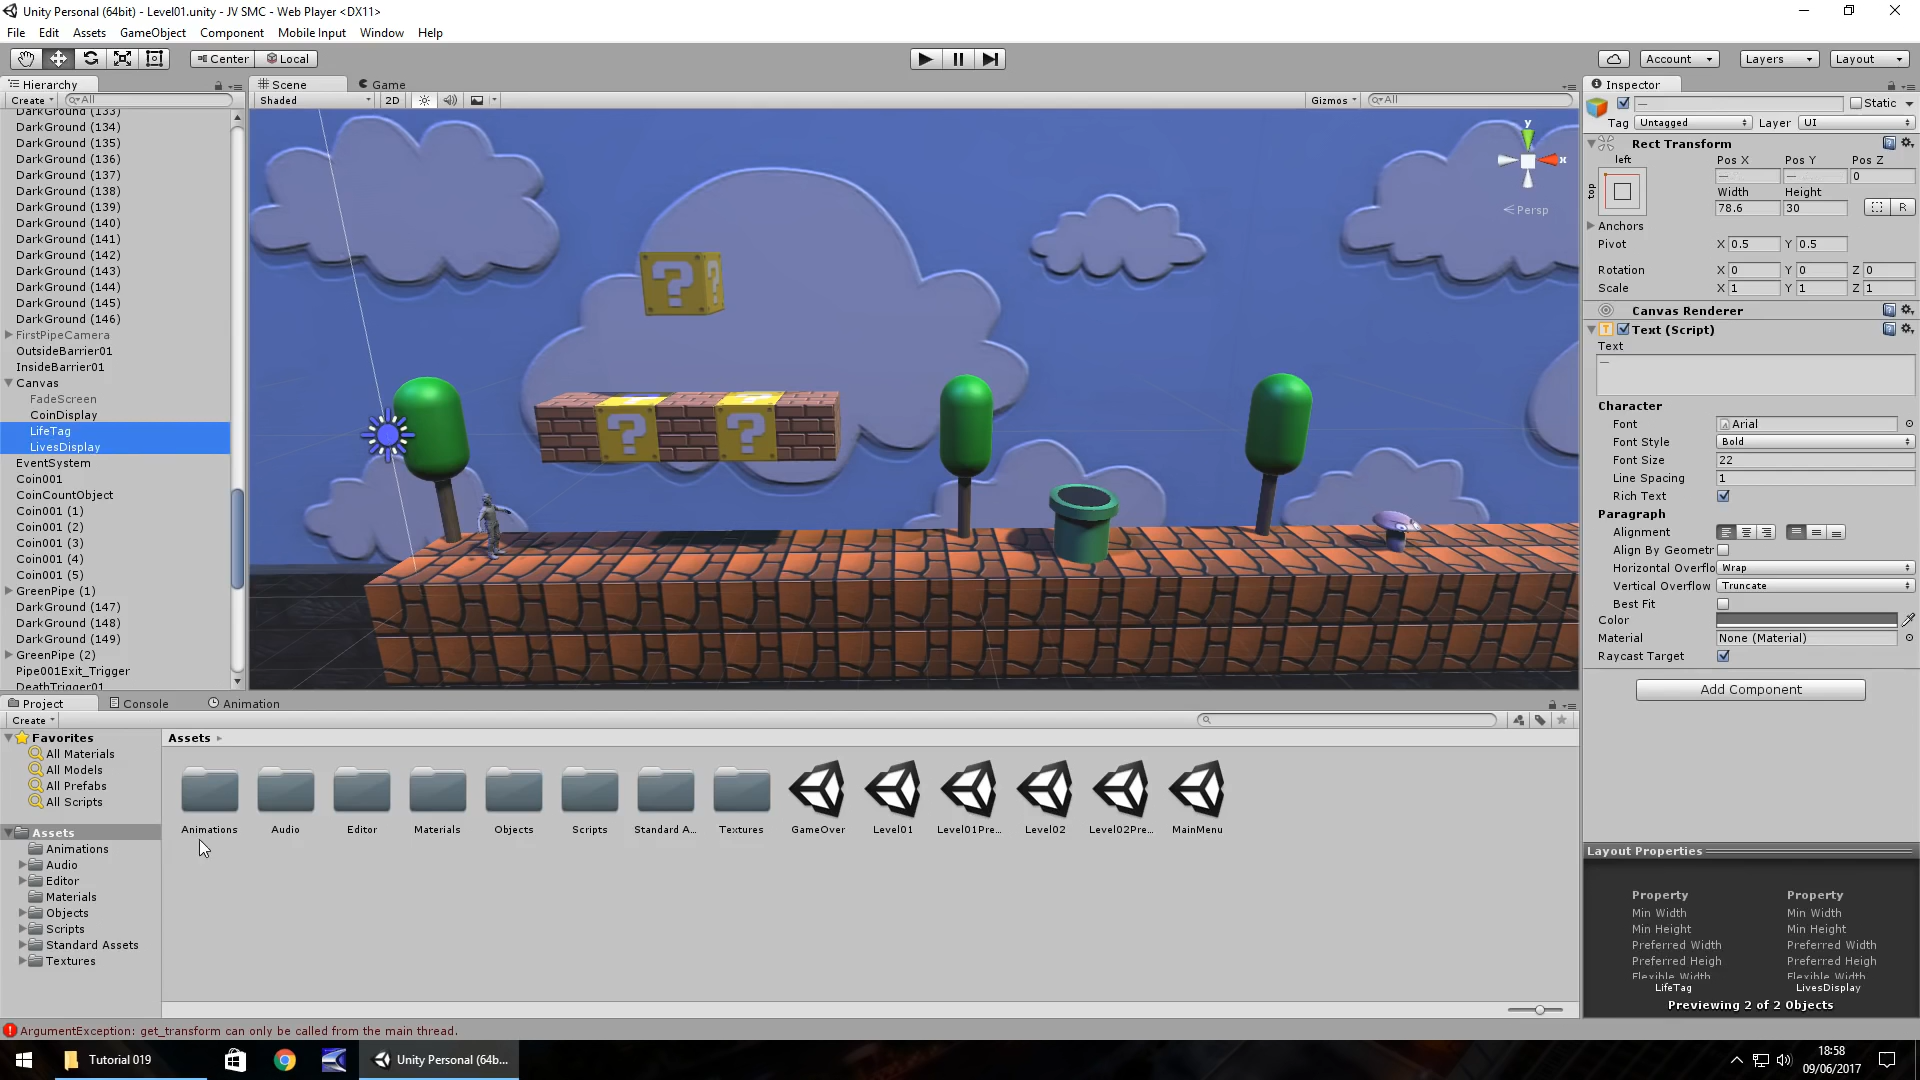 Unity Personal (64bit) - Level01.unity - JV SMC - Web Player <DX11>
File Edit Assets GameObject Component Mobile Input Window Help
Center Local Account Layers Layout
Hierarchy
Create All
DarkGround (133)
DarkGround (134)
DarkGround (135)
DarkGround (136)
DarkGround (137)
DarkGround (138)
DarkGround (139)
DarkGround (140)
DarkGround (141)
DarkGround (142)
DarkGround (143)
DarkGround (144)
DarkGround (145)
DarkGround (146)
FirstPipeCamera
OutsideBarrier01
InsideBarrier01
Canvas
FadeScreen
CoinDisplay
LifeTag
LivesDisplay
EventSystem
Coin001
CoinCountObject
Coin001 (1)
Coin001 (2)
Coin001 (3)
Coin001 (4)
Coin001 (5)
GreenPipe (1)
DarkGround (147)
DarkGround (148)
DarkGround (149)
GreenPipe (2)
Pipe001Exit_Trigger
DeathTrigger01
Scene Game
Shaded 2D Gizmos All
y
x
Persp
?
?
?
?
Inspector
— Static
Tag Untagged Layer UI
Rect Transform
left
top
Pos X Pos Y Pos Z
— — 0
Width Height
78.6 30 R
Anchors
Pivot X 0.5 Y 0.5
Rotation X 0 Y 0 Z 0
Scale X 1 Y 1 Z 1
Canvas Renderer
Text (Script)
Text
—
Character
Font Arial
Font Style Bold
Font Size 22
Line Spacing 1
Rich Text
Paragraph
Alignment
Align By Geometr
Horizontal Overflo Wrap
Vertical Overflow Truncate
Best Fit
Color
Material None (Material)
Raycast Target
Add Component
Layout Properties
Property Property
Min Width Min Width
Min Height Min Height
Preferred Width Preferred Width
Preferred Heigh Preferred Heigh
Flexible Width Flexible Width
LifeTag LivesDisplay
Previewing 2 of 2 Objects
Project Console Animation
Create
Favorites
All Materials
All Models
All Prefabs
All Scripts
Assets
Animations
Audio
Editor
Materials
Objects
Scripts
Standard Assets
Textures
Assets
Animations Audio Editor Materials Objects Scripts Standard A... Textures GameOver Level01 Level01Pre... Level02 Level02Pre... MainMenu
ArgumentException: get_transform can only be called from the main thread.
Tutorial 019
Unity Personal (64b...
18:58
09/06/2017